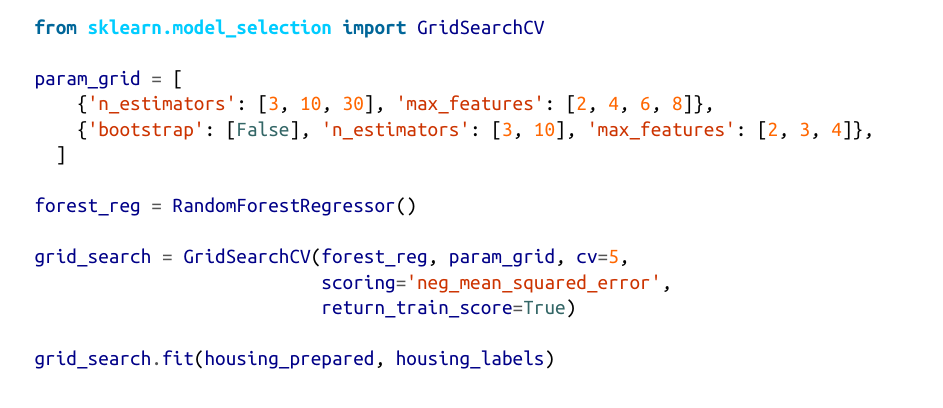 from sklearn.model_selection import GridSearchCV

param_grid = [
    {'n_estimators': [3, 10, 30], 'max_features': [2, 4, 6, 8]},
    {'bootstrap': [False], 'n_estimators': [3, 10], 'max_features': [2, 3, 4]},
  ]

forest_reg = RandomForestRegressor()

grid_search = GridSearchCV(forest_reg, param_grid, cv=5,
                           scoring='neg_mean_squared_error',
                           return_train_score=True)

grid_search.fit(housing_prepared, housing_labels)